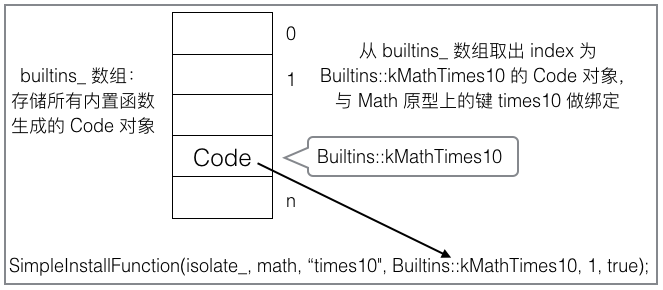 builtins_ 数组：
存储所有内置函数
生成的 Code 对象
0
1
n
Code
Builtins::kMathTimes10
从 builtins_ 数组取出 index 为
Builtins::kMathTimes10 的 Code 对象，
与 Math 原型上的键 times10 做绑定
SimpleInstallFunction(isolate_, math, “times10", Builtins::kMathTimes10, 1, true);